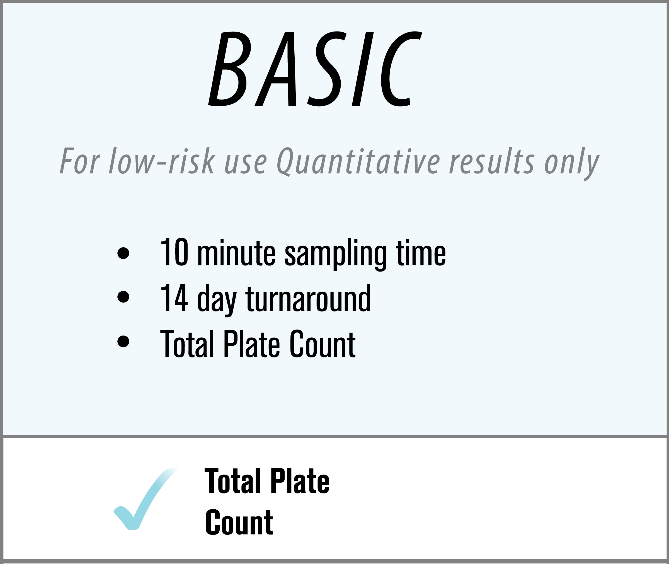 BASIC
For low-risk use Quantitative results only
• 10 minute sampling time
• 14 day turnaround
• Total Plate Count
Total Plate
Count